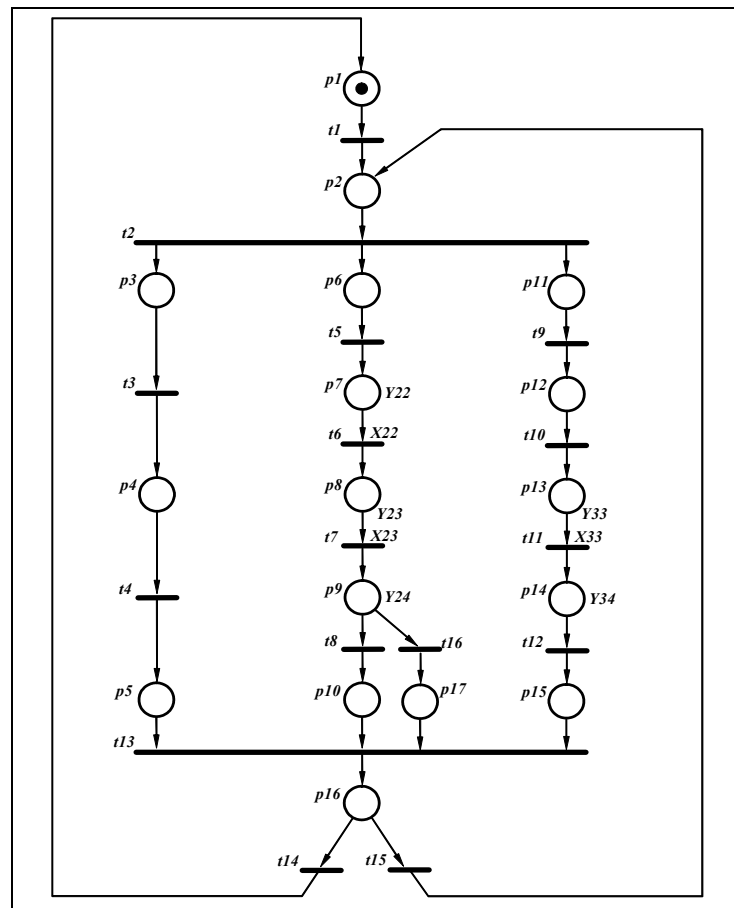 p1
t1
p2
t2
p3 p6 p11
t5 t9
p7 Y22 p12
t3
t6 X22 t10
p4 p8 p13
Y23 Y33
t7 X23 t11 X33
t4 p9 Y24 p14 Y34
t8 t16 t12
p5 p10 p17 p15
t13
p16
t14 t15